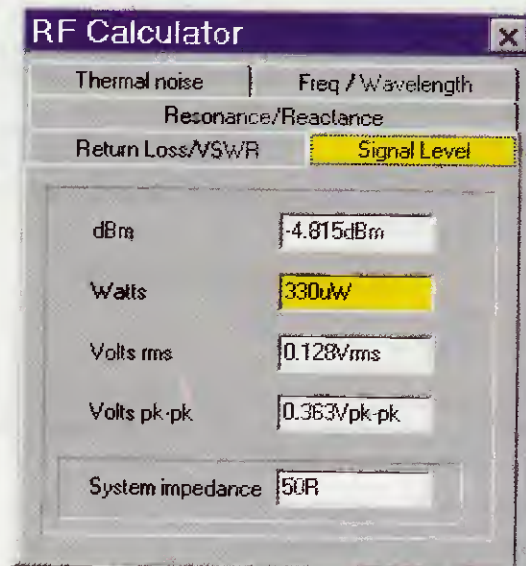 RF Calculator
Thermal noise
Freq / Wavelength
Resonance/Reactance
Return Loss/VSWR
Signal Level
dBm
-4.815dBm
Watts
330uW
Volts rms
0.128Vrms
Volts pk-pk
0.363Vpk-pk
System impedance
50R